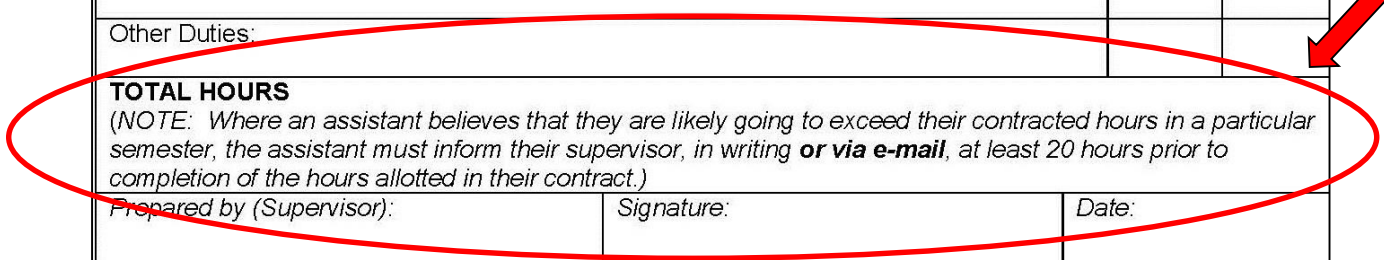 Other Duties:
TOTAL HOURS
(NOTE: Where an assistant believes that they are likely going to exceed their contracted hours in a particular
semester, the assistant must inform their supervisor, in writing or via e-mail, at least 20 hours prior to
completion of the hours allotted in their contract.)
Prepared by (Supervisor): Signature: Date: